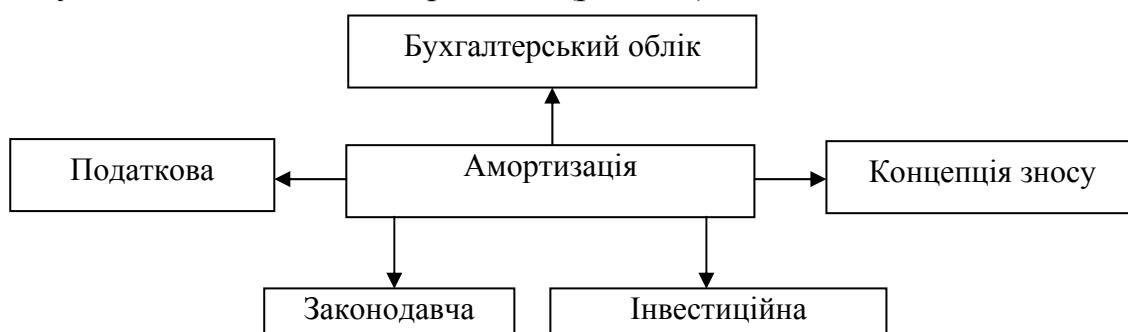 Бухгалтерський облік
Податкова
Амортизація
Концепція зносу
Законодавча
Інвестиційна